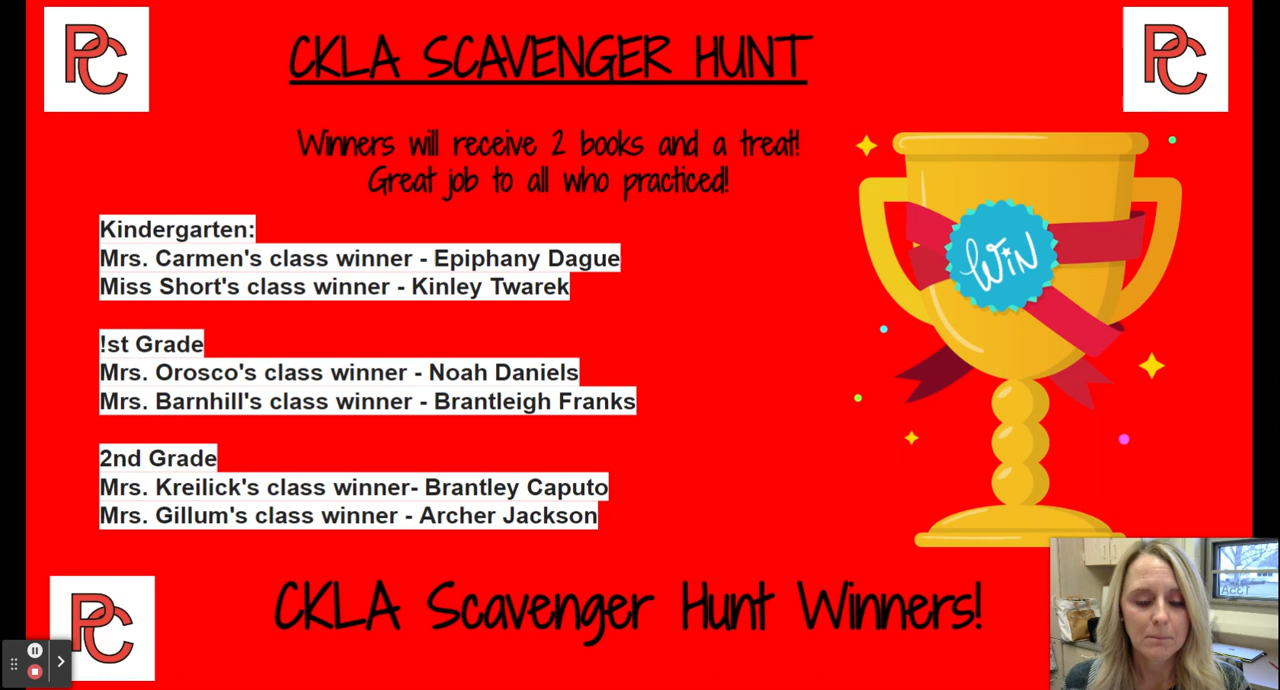 PC
PC
CKLA SCAVENGER HUNT
Winners will receive 2 books and a treat!
Great job to all who practiced!
Kindergarten:
Mrs. Carmen's class winner - Epiphany Dague
Miss Short's class winner - Kinley Twarek
!st Grade
Mrs. Orosco's class winner - Noah Daniels
Mrs. Barnhill's class winner - Brantleigh Franks
2nd Grade
Mrs. Kreilick's class winner- Brantley Caputo
Mrs. Gillum's class winner - Archer Jackson
WiN
PC
CKLA Scavenger Hunt Winners!